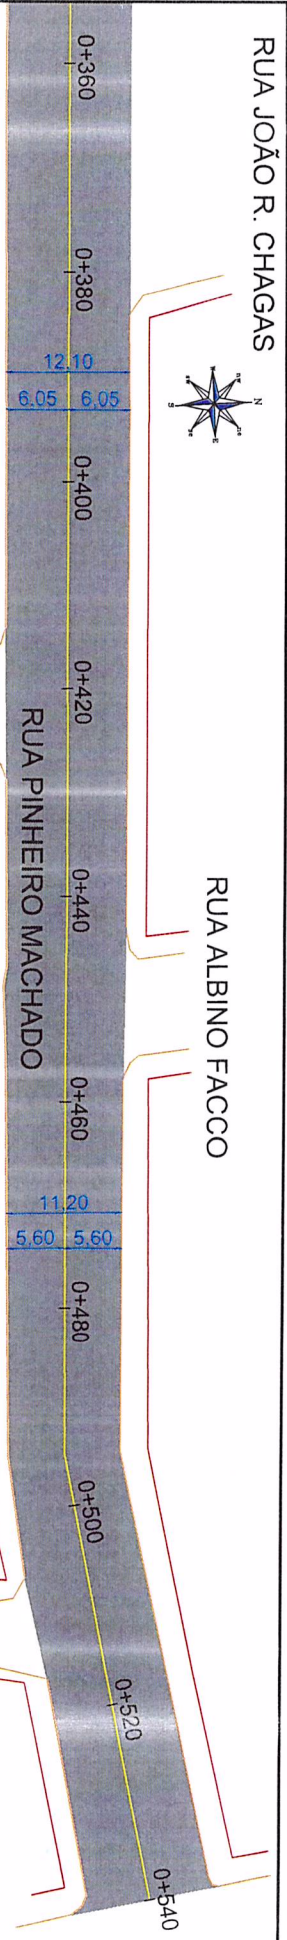 RUA JOÃO R. CHAGAS
N
E
S
0+360
0+380
12,10
6.05 6,05
0+400
0+420
RUA PINHEIRO MACHADO
0+440
RUA ALBINO FACCO
0+460
11,20
5,60 5,60
0+480
0+500
0+520
0+540